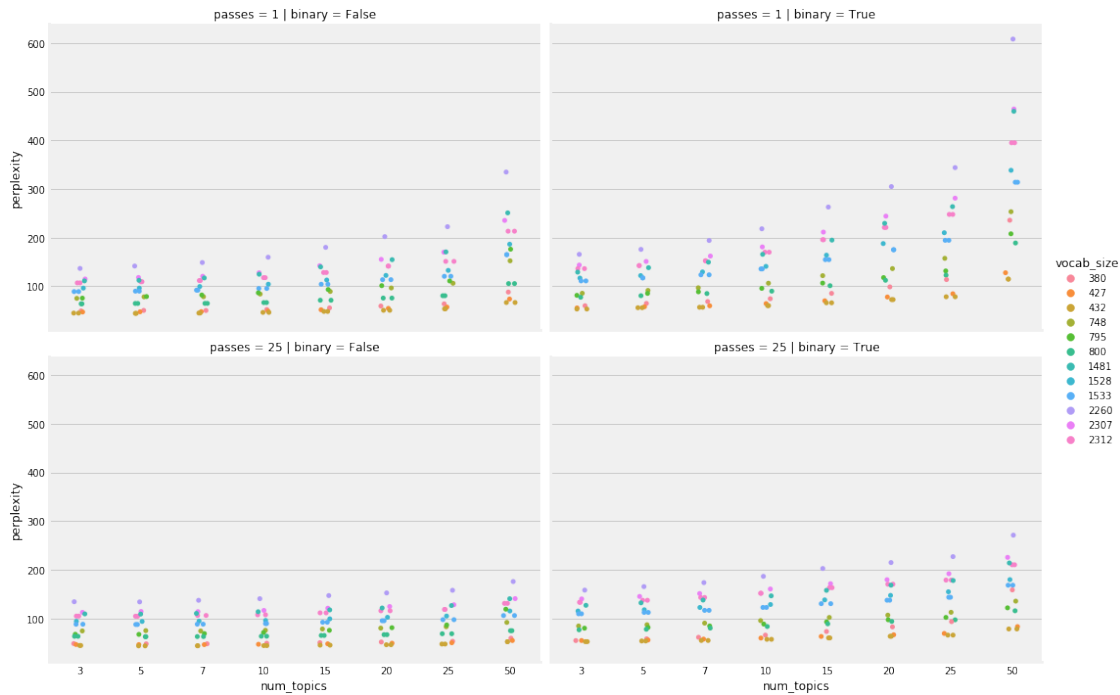 passes = 1 | binary = False
passes = 1 | binary = True
600
500
400
300
200
100
perplexity
passes = 25 | binary = False
passes = 25 | binary = True
600
500
400
300
200
100
perplexity
3 5 7 10 15 20 25 50
3 5 7 10 15 20 25 50
num_topics
num_topics
vocab_size
380
427
432
748
795
800
1481
1528
1533
2260
2307
2312